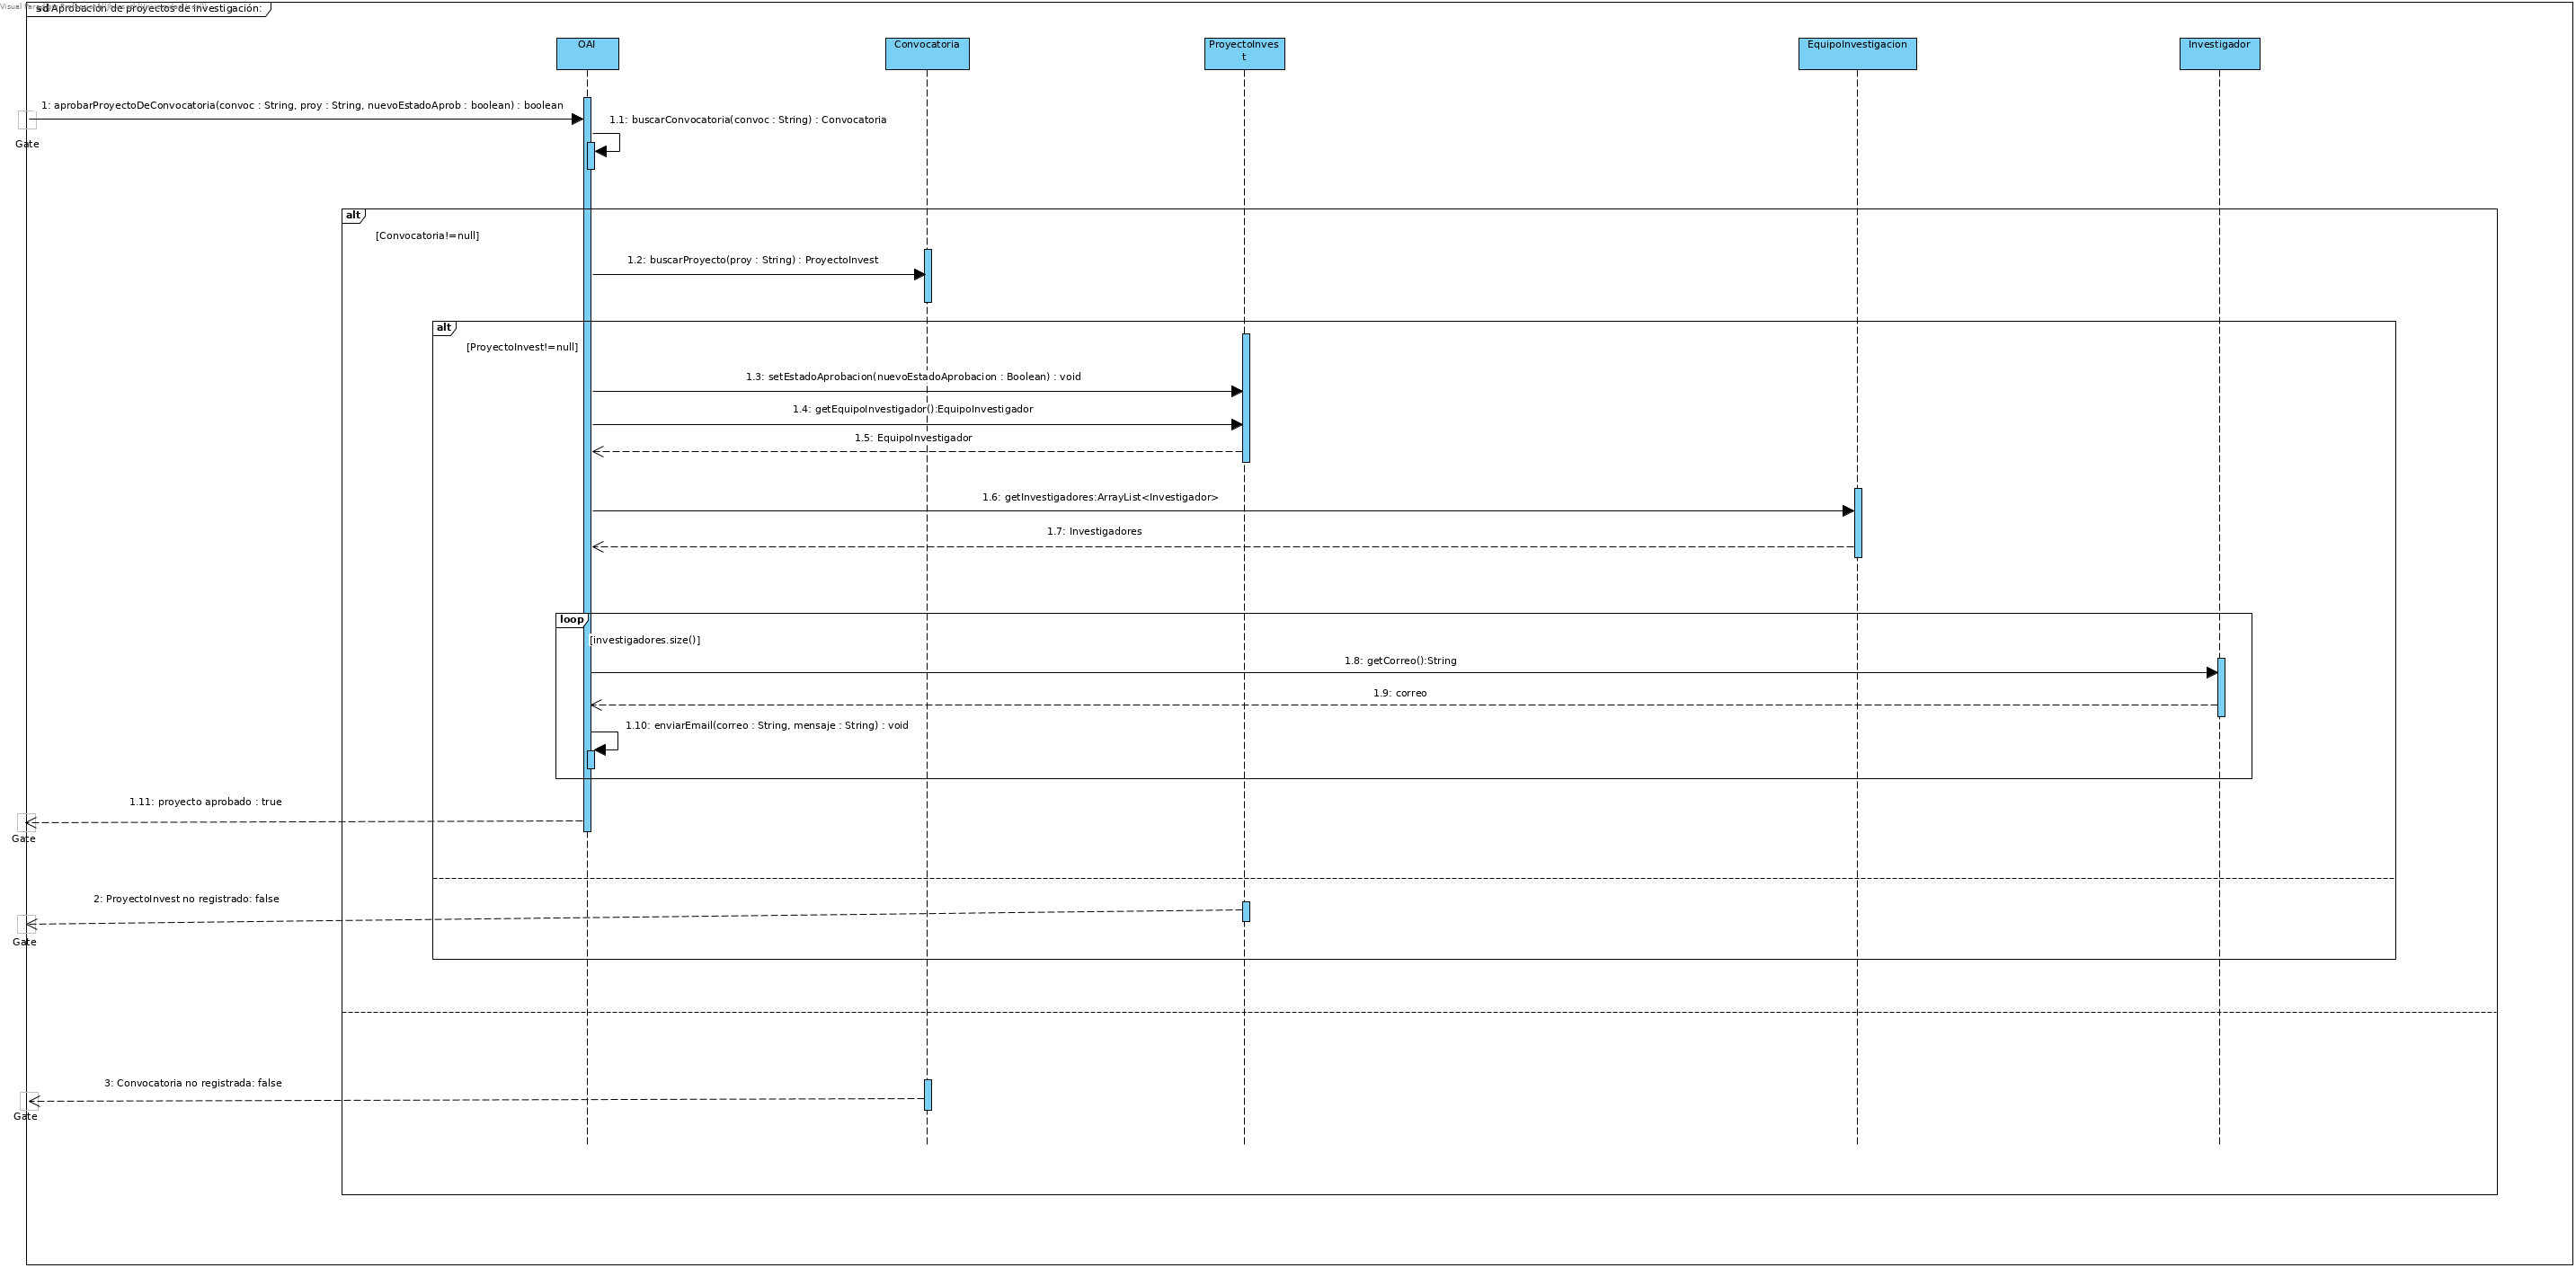 sd Aprobación de proyectos de investigación:
OAI
Convocatoria
ProyectoInves
t
EquipoInvestigacion
Investigador
1: aprobarProyectoDeConvocatoria(convoc : String, proy : String, nuevoEstadoAprob : boolean) : boolean
Gate
1.1: buscarConvocatoria(convoc : String) : Convocatoria
alt
[Convocatoria!=null]
1.2: buscarProyecto(proy : String) : ProyectoInvest
alt
[ProyectoInvest!=null]
1.3: setEstadoAprobacion(nuevoEstadoAprobacion : Boolean) : void
1.4: getEquipoInvestigador():EquipoInvestigador
1.5: EquipoInvestigador
1.6: getInvestigadores:ArrayList<Investigador>
1.7: Investigadores
loop
[investigadores.size()]
1.8: getCorreo():String
1.9: correo
1.10: enviarEmail(correo : String, mensaje : String) : void
1.11: proyecto aprobado : true
Gate
2: ProyectoInvest no registrado: false
Gate
3: Convocatoria no registrada: false
Gate